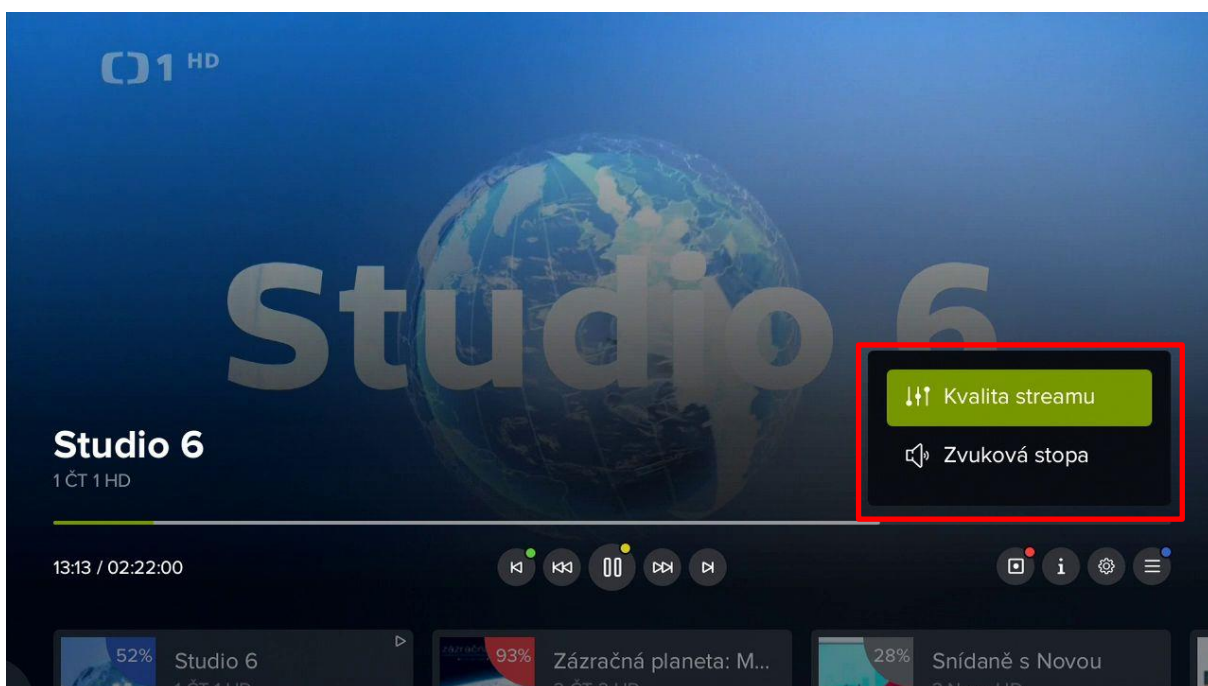 1 HD
Studio 6
Kvalita streamu
Zvuková stopa
Studio 6
1 ČT 1 HD
13:13 / 02:22:00
52% Studio 6
93% Zázračná planeta: M...
28% Snídaně s Novou